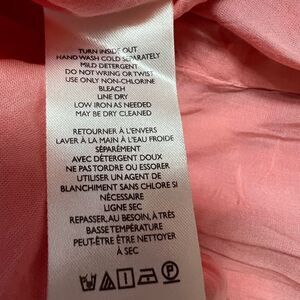 TURN INSIDE OUT
HAND WASH COLD SEPARATELY
MILD DETERGENT
DO NOT WRING OR TWIST
USE ONLY NON-CHLORINE
BLEACH
LINE DRY
LOW IRON AS NEEDED
MAY BE DRY CLEANED
RETOURNER À L'ENVERS
LAVER À LA MAIN À L'EAU FROIDE
SÉPARÉMENT
AVEC DÉTERGENT DOUX
NE PAS TORDRE OU ESSORER
UTILISER UN AGENT DE
BLANCHIMENT SANS CHLORE SI
NÉCESSAIRE
LIGNE SEC
REPASSER, AU BESOIN, À TRÈS
BASSE TEMPÉRATURE
PEUT-ÊTRE ÊTRE NETTOYER
À SEC